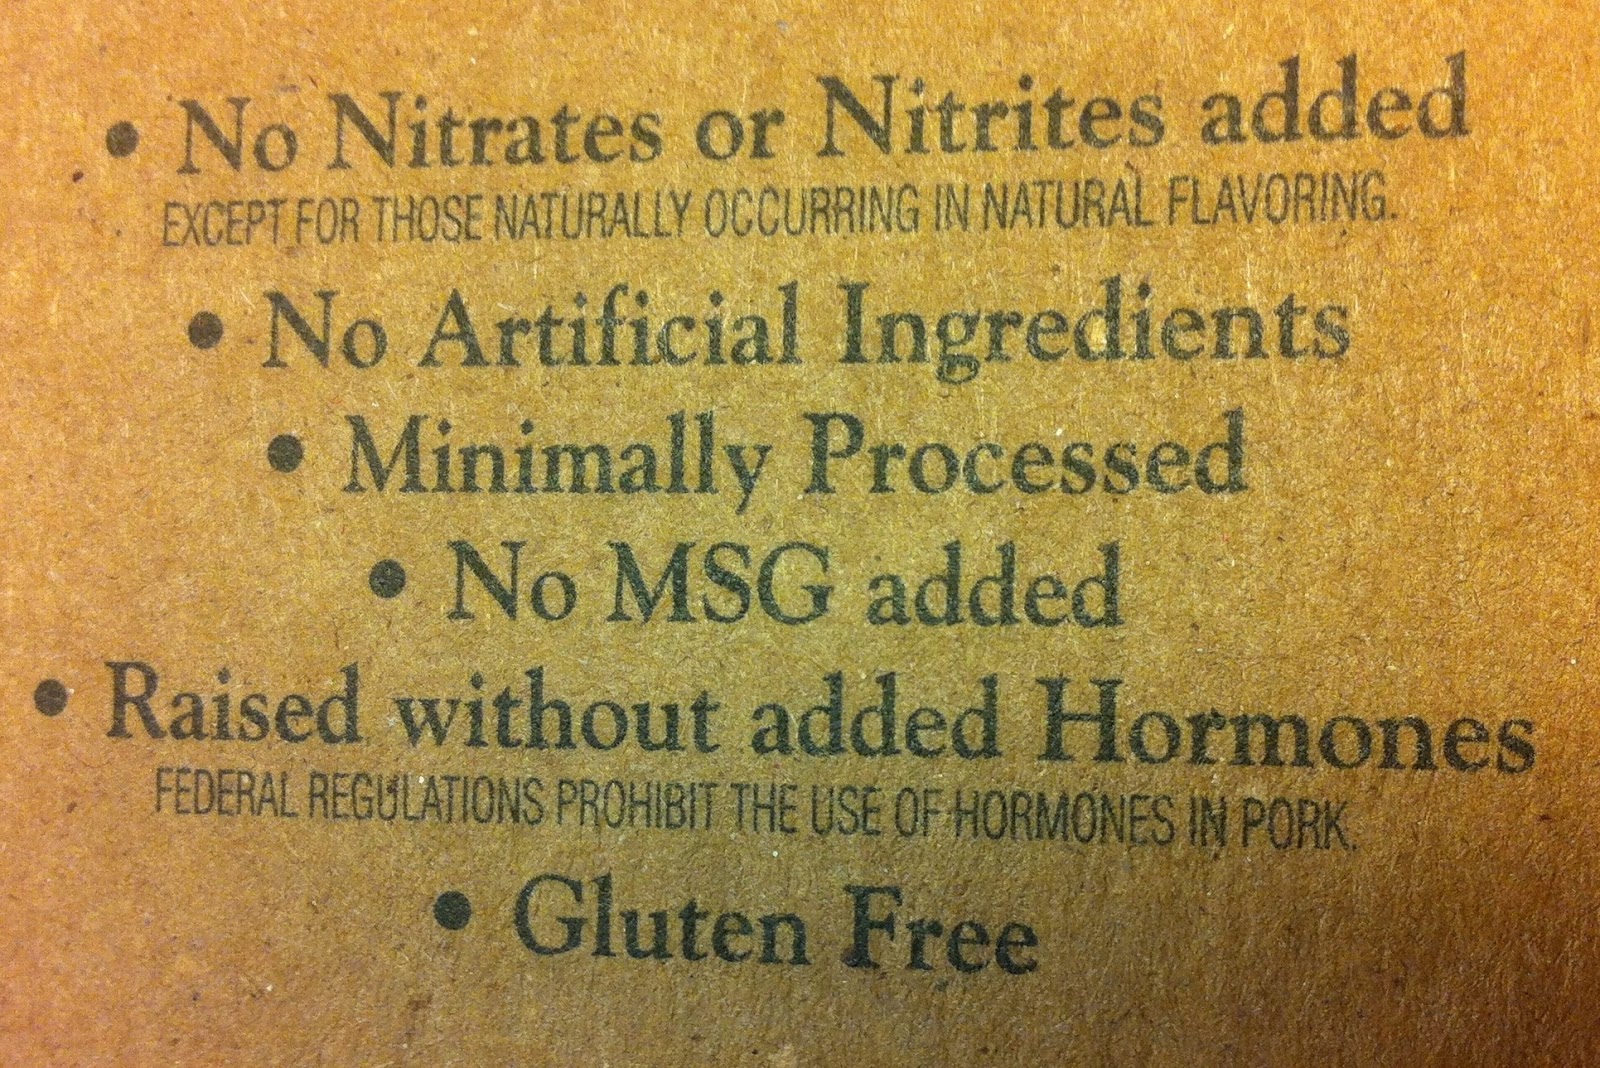 • No Nitrates or Nitrites added
EXCEPT FOR THOSE NATURALLY OCCURRING IN NATURAL FLAVORING.
• No Artificial Ingredients
• Minimally Processed
• No MSG added
• Raised without added Hormones
FEDERAL REGULATIONS PROHIBIT THE USE OF HORMONES IN PORK.
• Gluten Free